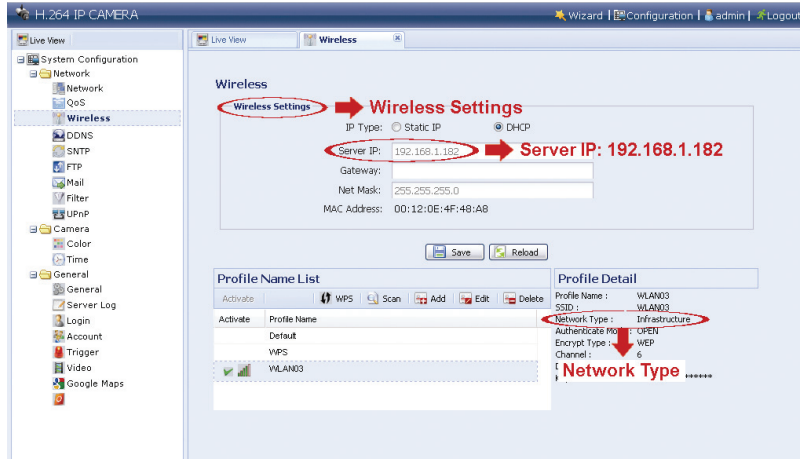 H.264 IP CAMERA
Wizard | Configuration | admin | Logout
Live View
System Configuration
Network
Network
QoS
Wireless
DDNS
SNTP
FTP
Mail
Filter
UPnP
Camera
Color
Time
General
General
Server Log
Login
Account
Trigger
Video
Google Maps
Live View Wireless
Wireless
Wireless Settings Wireless Settings
IP Type: Static IP DHCP
Server IP: 192.168.1.182 Server IP: 192.168.1.182
Gateway:
Net Mask: 255.255.255.0
MAC Address: 00:12:0E:4F:48:A8
Save Reload
Profile Name List
Activate WPS Scan Add Edit Delete
Activate Profile Name
Default
WPS
WLAN03
Profile Detail
Profile Name : WLAN03
SSID : WLAN03
Network Type : Infrastructure
Authenticate Mo : OPEN
Encrypt Type : WEP
Channel : 6
Network Type